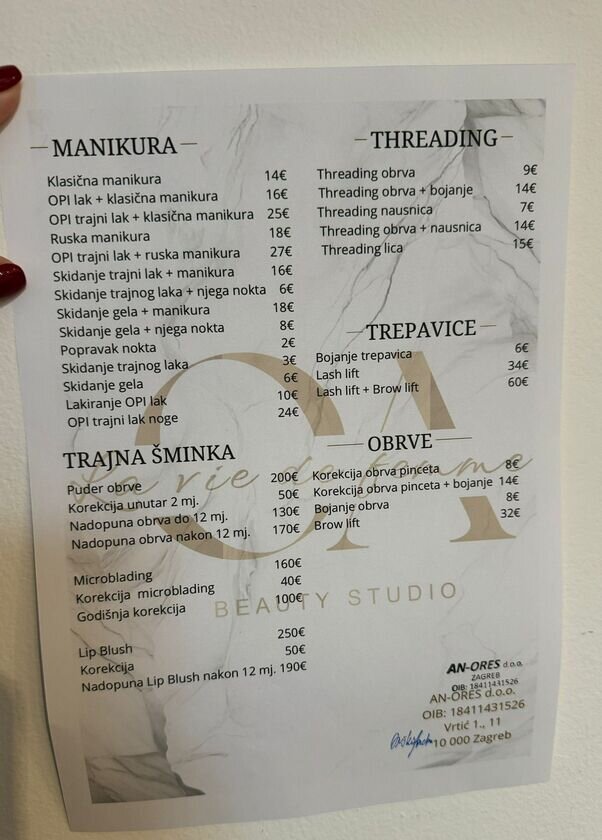 MANIKURA
Klasična manikura 14€
OPI lak + klasična manikura 16€
OPI trajni lak + klasična manikura 25€
Ruska manikura 18€
OPI trajni lak + ruska manikura 27€
Skidanje trajni lak + manikura 16€
Skidanje trajnog laka + njega nokta 6€
Skidanje gela + manikura 18€
Skidanje gela + njega nokta 8€
Popravak nokta 2€
Skidanje trajnog laka 3€
Skidanje gela 6€
Lakiranje OPI lak 10€
OPI trajni lak noge 24€
TRAJNA ŠMINKA
Puder obrve 200€
Korekcija unutar 2 mj. 50€
Nadopuna obrva do 12 mj. 130€
Nadopuna obrva nakon 12 mj. 170€
Microblading 160€
Korekcija microblading 40€
Godišnja korekcija 100€
Lip Blush 250€
Korekcija 50€
Nadopuna Lip Blush nakon 12 mj. 190€
THREADING
Threading obrva 9€
Threading obrva + bojanje 14€
Threading nausnica 7€
Threading obrva + nausnica 14€
Threading lica 15€
TREPAVICE
Bojanje trepavica 6€
Lash lift 34€
Lash lift + Brow lift 60€
OBRVE
Korekcija obrva pinceta 8€
Korekcija obrva pinceta + bojanje 14€
Bojanje obrva 8€
Brow lift 32€
OA
La vie de femme
BEAUTY STUDIO
AN-ORES d.o.o.
ZAGREB
OIB: 18411431526
AN-ORES d.o.o.
OIB: 18411431526
Vrtić 1., 11
10 000 Zagreb